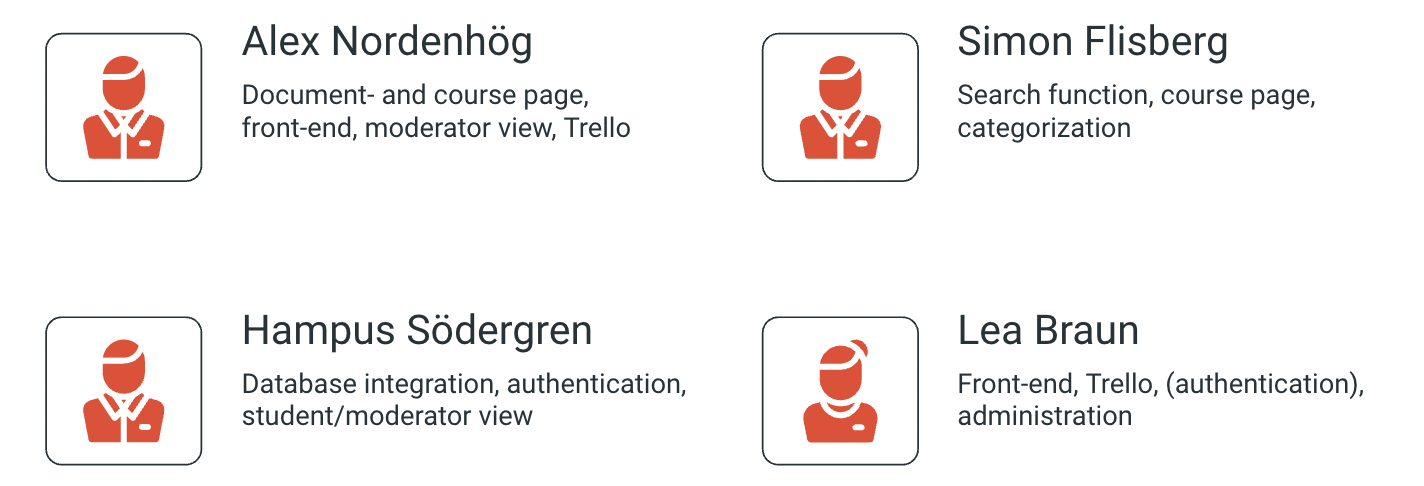 Alex Nordenhög
Document- and course page,
front-end, moderator view, Trello
Simon Flisberg
Search function, course page,
categorization
Hampus Södergren
Database integration, authentication,
student/moderator view
Lea Braun
Front-end, Trello, (authentication),
administration